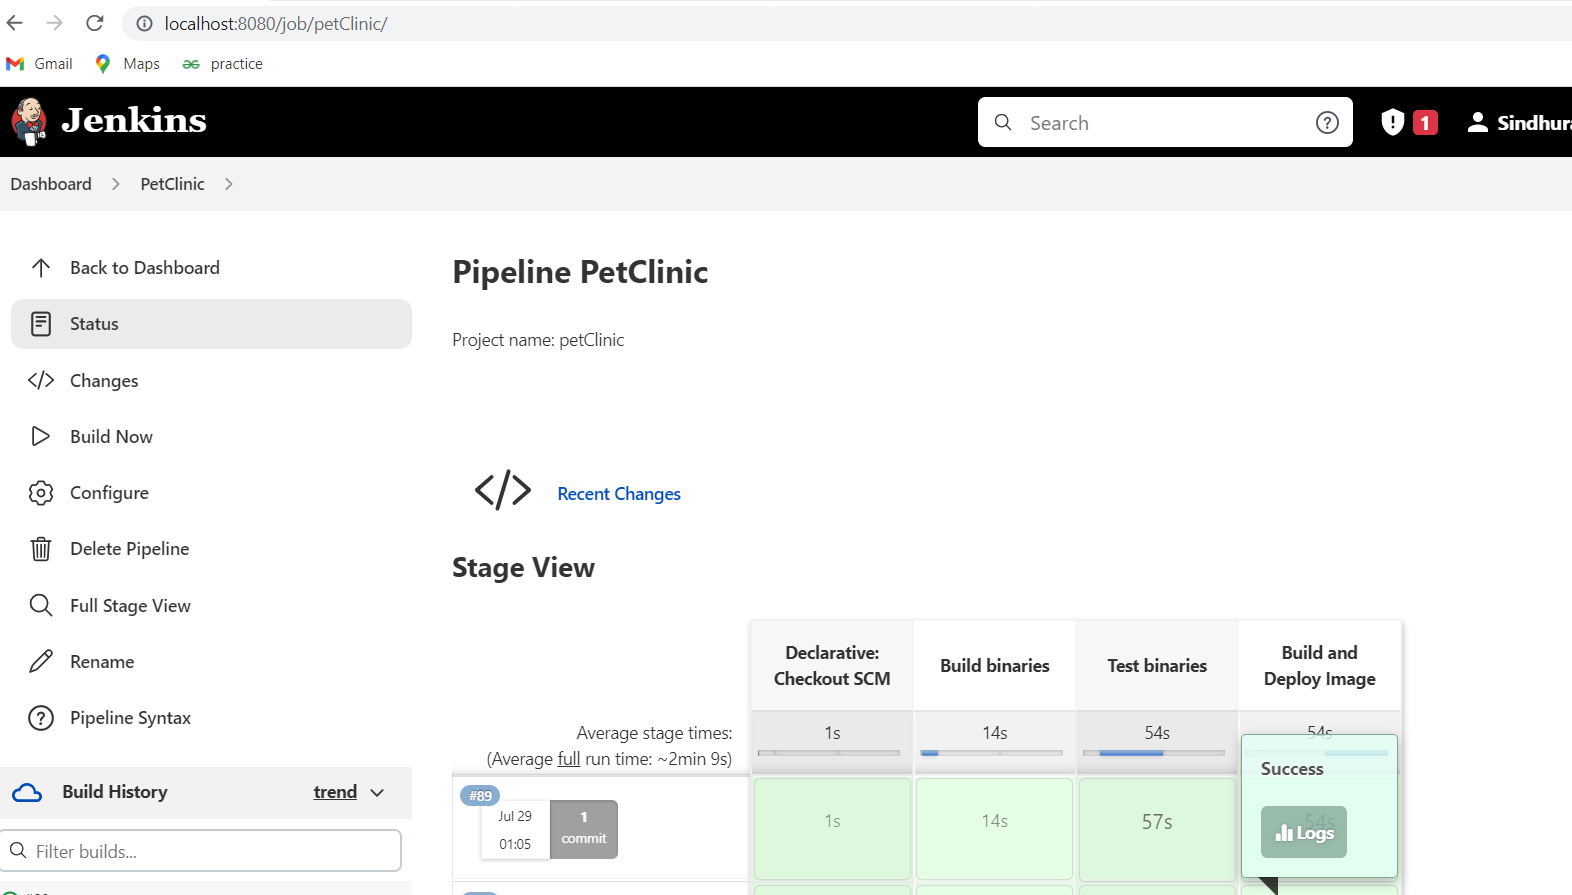 localhost:8080/job/petClinic/
Gmail Maps practice
Jenkins Search 1
Dashboard PetClinic
Back to Dashboard
Status
Changes
Build Now
Configure
Delete Pipeline
Full Stage View
Rename
Pipeline Syntax
Build History trend
Filter builds...
Pipeline PetClinic
Project name: petClinic
Recent Changes
Stage View
Declarative:
Checkout SCM
Build binaries
Test binaries
Build and
Deploy Image
Average stage times:
(Average full run time: ~2min 9s)
1s 14s 54s 54s
#89
Jul 29
01:05
1
commit
1s 14s 57s 54s
Success
Logs